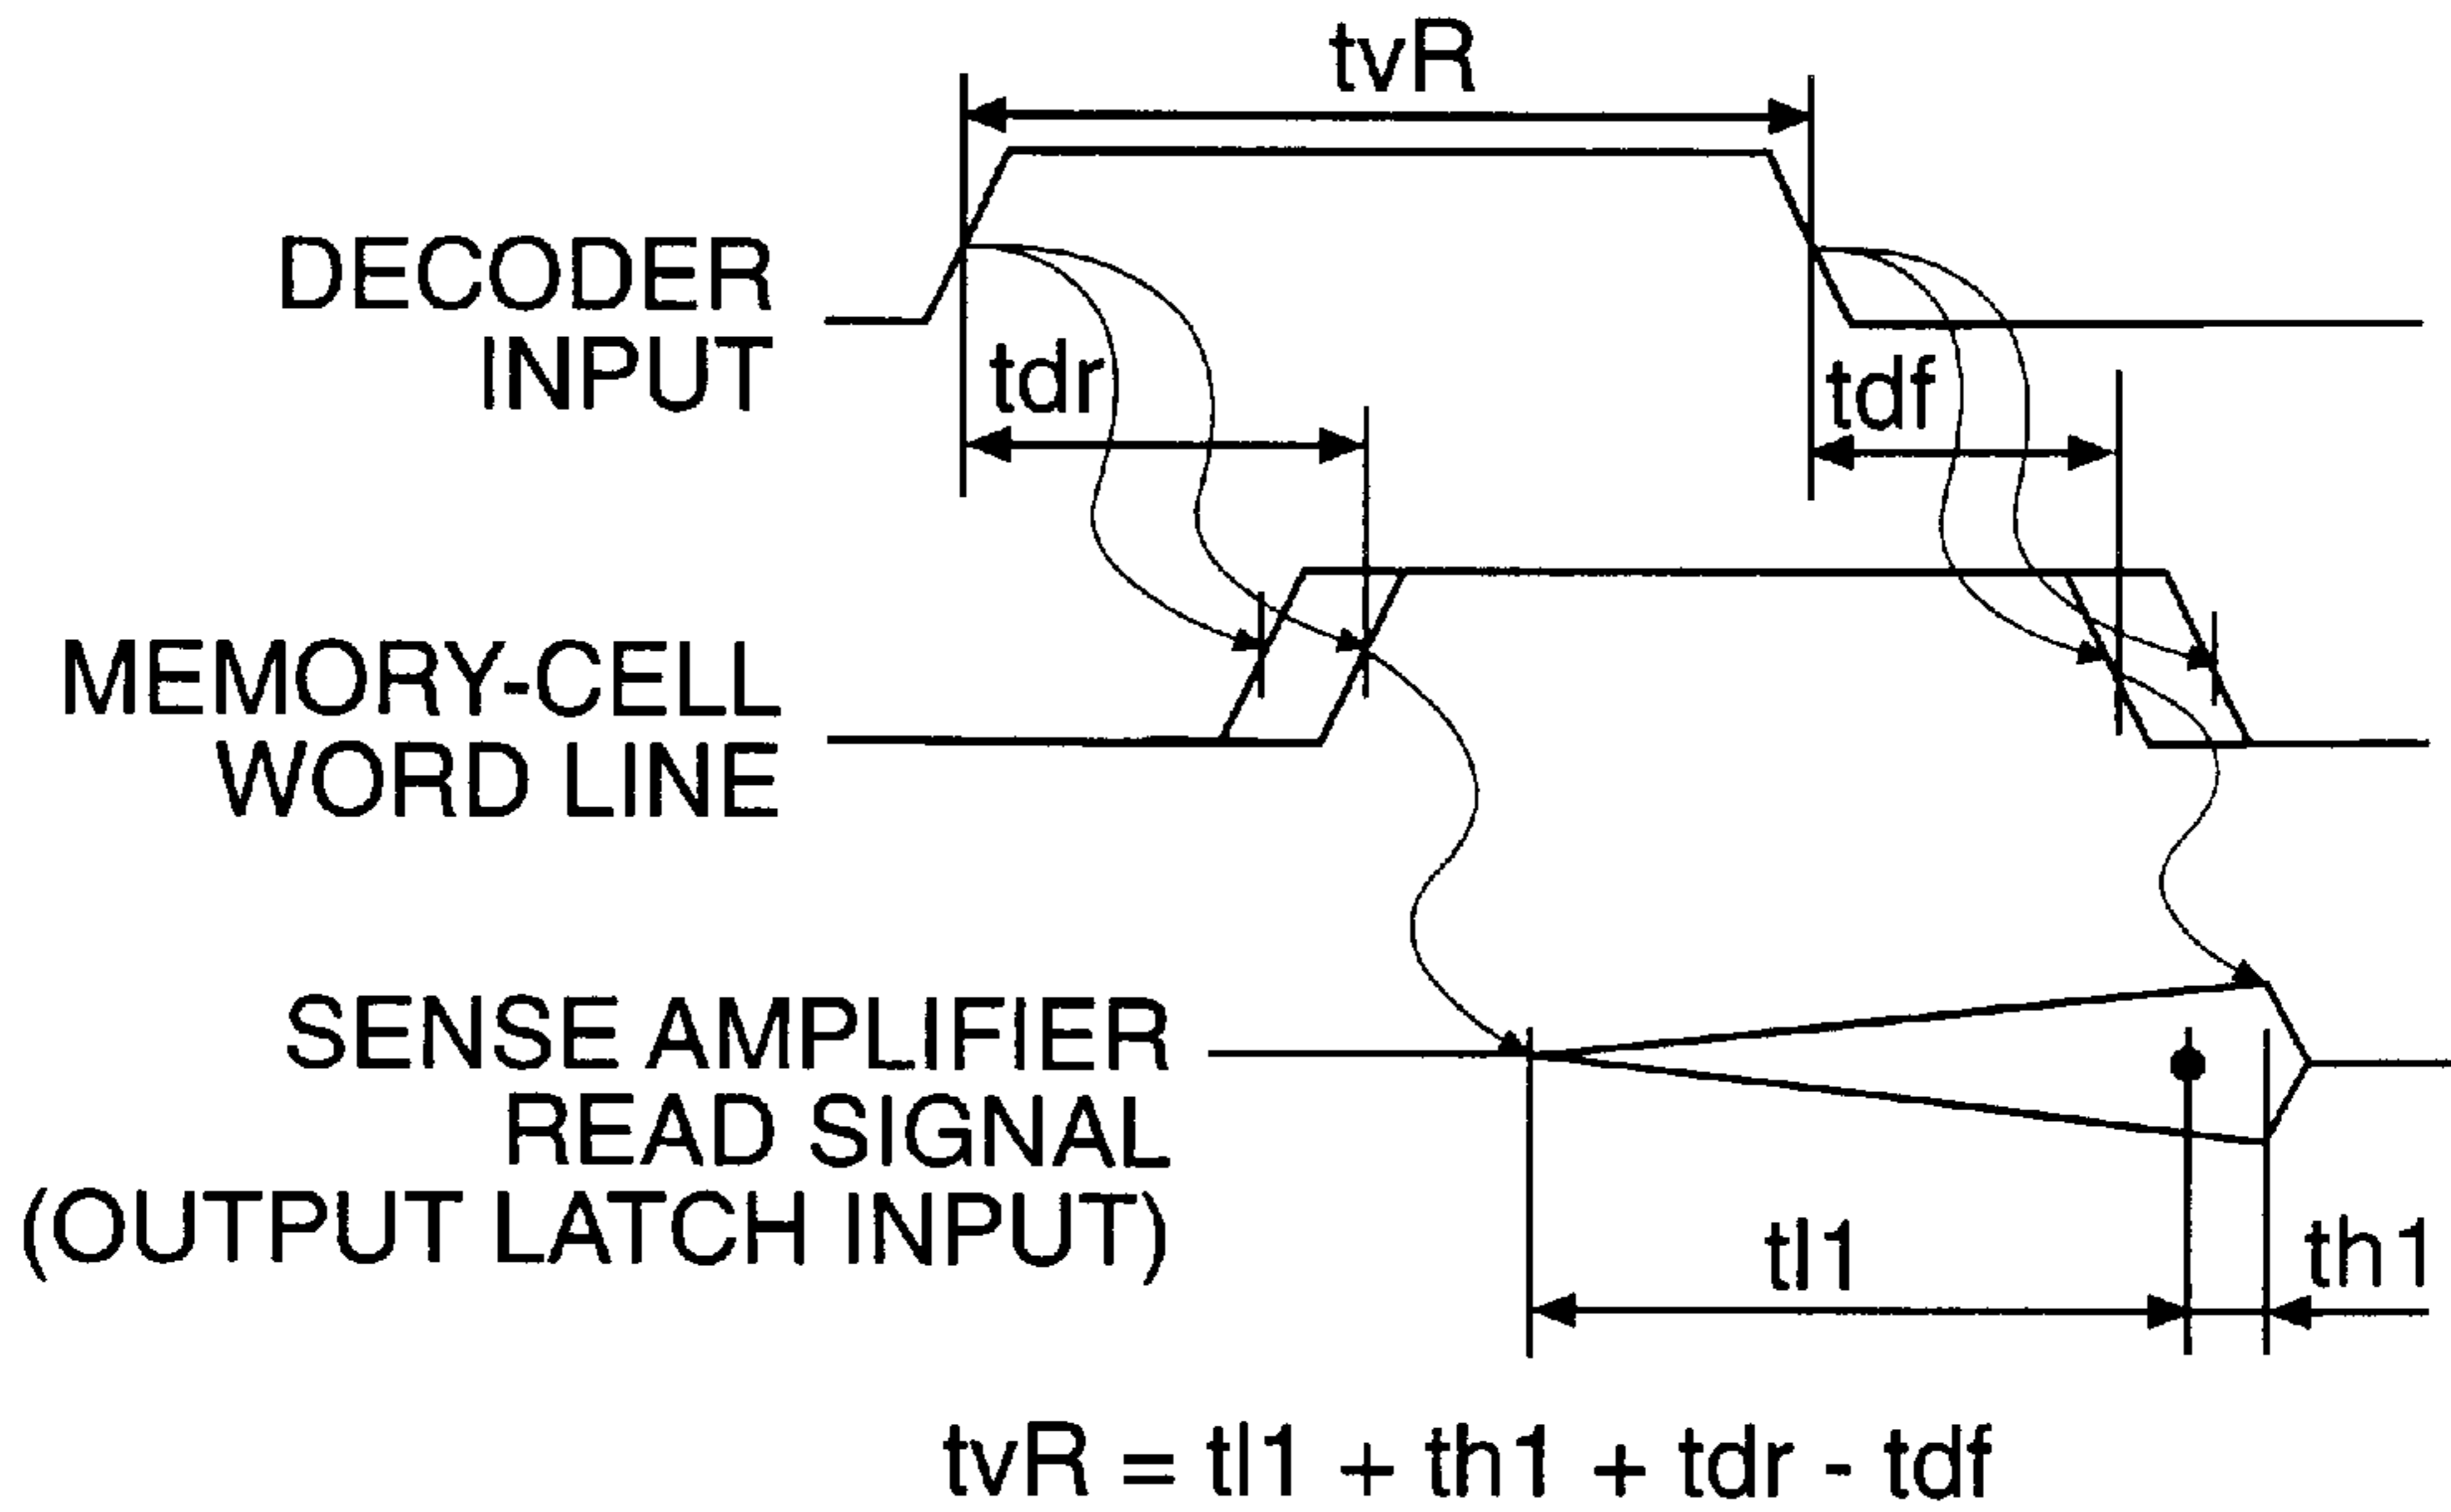 tvR
DECODER
INPUT
tdr
tdf
MEMORY-CELL
WORD LINE
SENSE AMPLIFIER
READ SIGNAL
(OUTPUT LATCH INPUT)
tl1
th1
tvR = tl1 + th1 + tdr - tdf